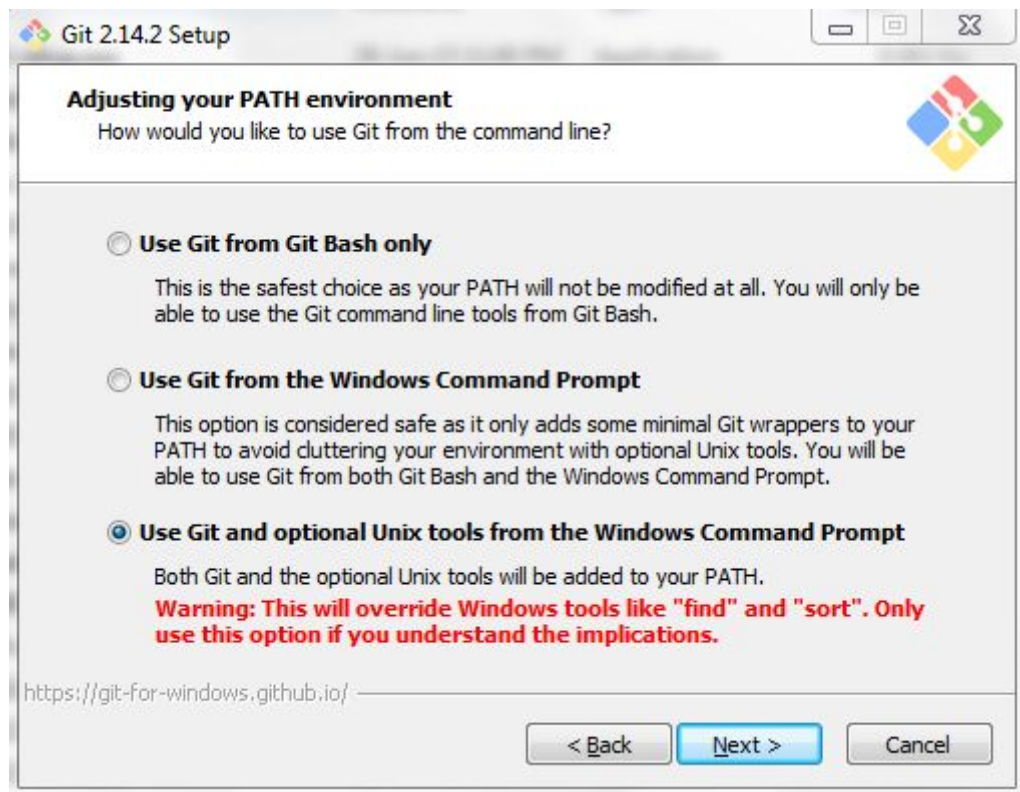 Git 2.14.2 Setup
Adjusting your PATH environment
How would you like to use Git from the command line?
Use Git from Git Bash only
This is the safest choice as your PATH will not be modified at all. You will only be
able to use the Git command line tools from Git Bash.
Use Git from the Windows Command Prompt
This option is considered safe as it only adds some minimal Git wrappers to your
PATH to avoid cluttering your environment with optional Unix tools. You will be
able to use Git from both Git Bash and the Windows Command Prompt.
Use Git and optional Unix tools from the Windows Command Prompt
Both Git and the optional Unix tools will be added to your PATH.
Warning: This will override Windows tools like "find" and "sort". Only
use this option if you understand the implications.
https://git-for-windows.github.io/
< Back Next > Cancel